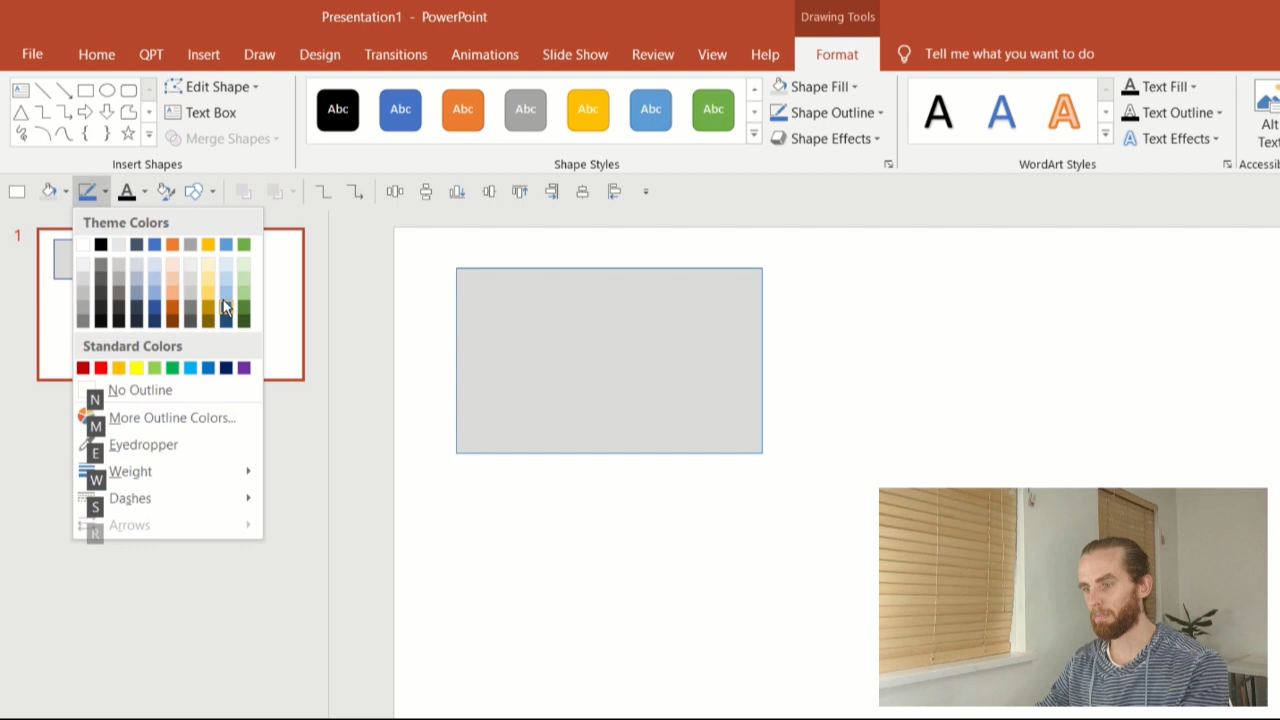 Presentation1 - PowerPoint
Drawing Tools
File Home QPT Insert Draw Design Transitions Animations Slide Show Review View Help Format Tell me what you want to do
Edit Shape
Text Box
Merge Shapes
Insert Shapes
Abc Abc Abc Abc Abc Abc Abc
Shape Styles
Shape Fill
Shape Outline
Shape Effects
A A A
WordArt Styles
A Text Fill
A Text Outline
A Text Effects
Alt
Text
Accessib
A
1
Theme Colors
Standard Colors
N No Outline
M More Outline Colors...
E Eyedropper
W Weight
S Dashes
R Arrows